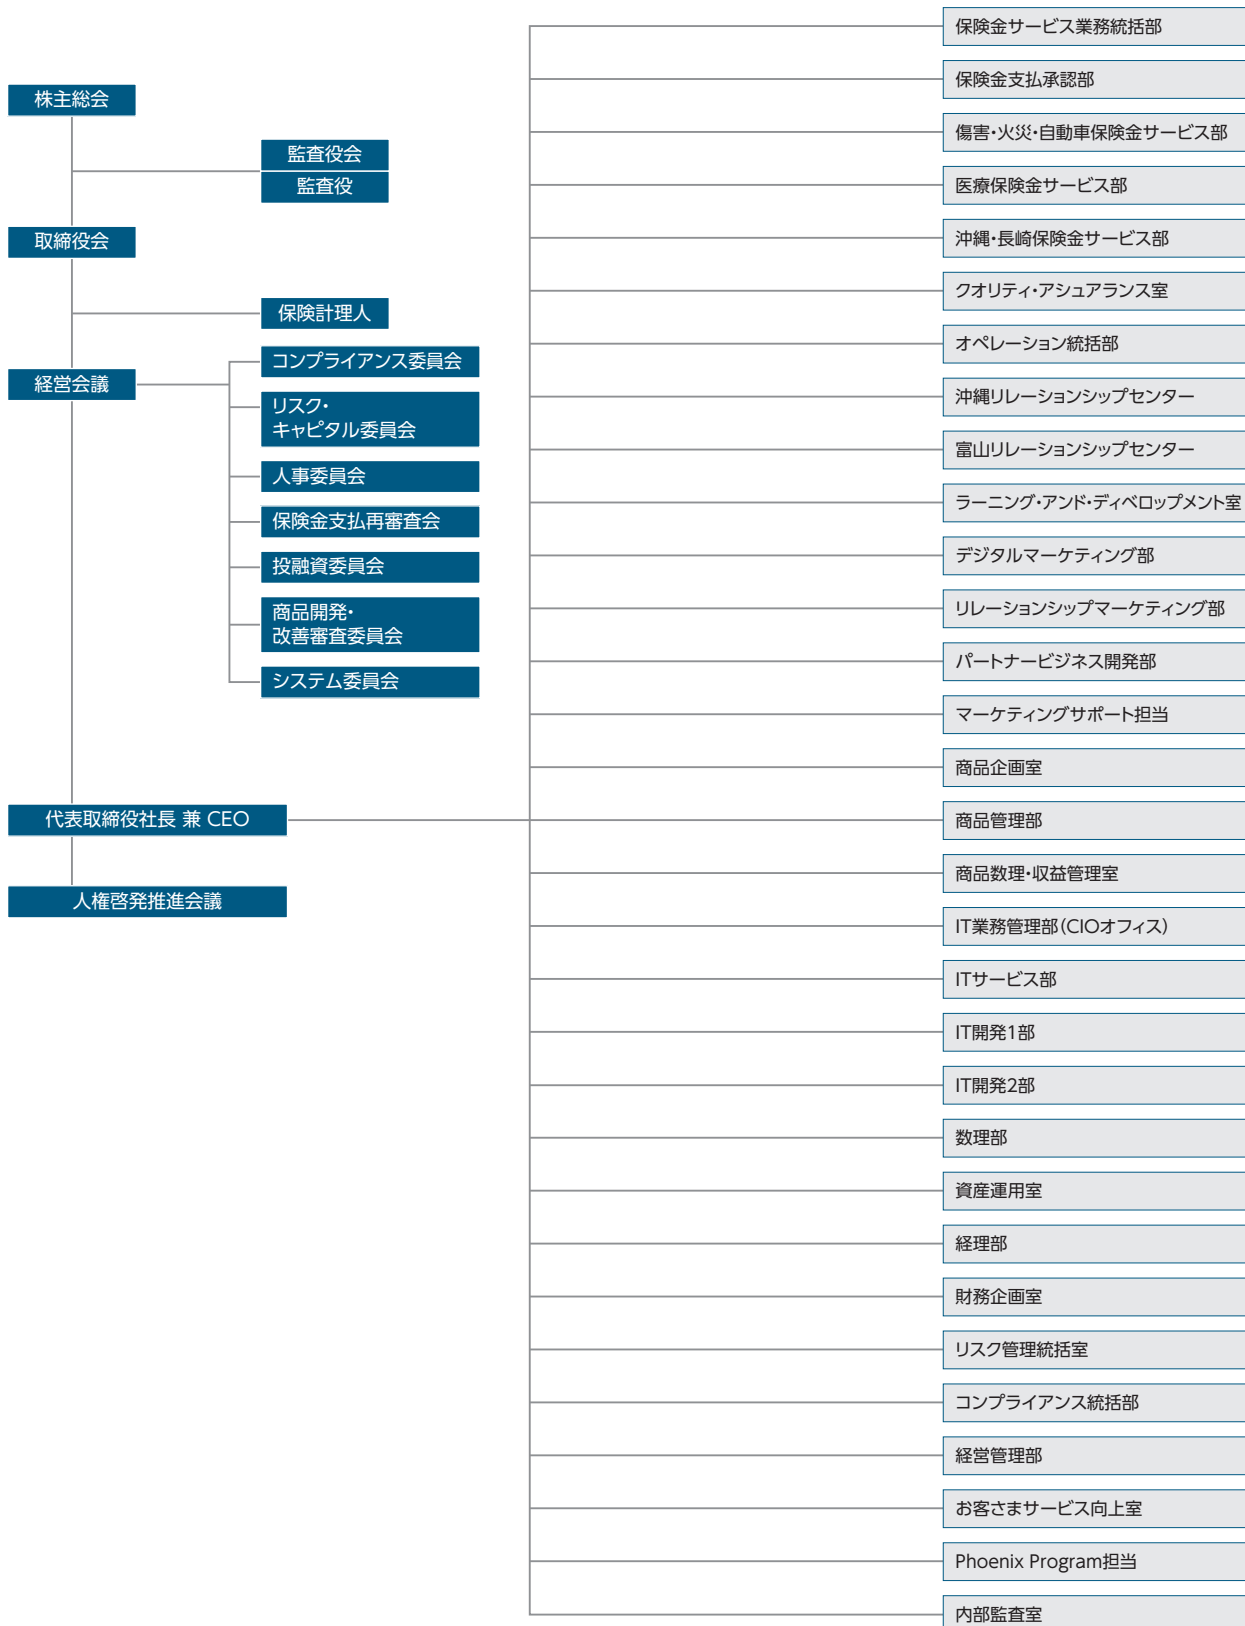 株主総会
監査役会
監査役
取締役会
保険計理人
経営会議
コンプライアンス委員会
リスク・
キャピタル委員会
人事委員会
保険金支払再審査会
投融資委員会
商品開発・
改善審査委員会
システム委員会
代表取締役社長 兼 CEO
人権啓発推進会議
保険金サービス業務統括部
保険金支払承認部
傷害・火災・自動車保険金サービス部
医療保険金サービス部
沖縄・長崎保険金サービス部
クオリティ・アシュアランス室
オペレーション統括部
沖縄リレーションシップセンター
富山リレーションシップセンター
ラーニング・アンド・ディベロップメント室
デジタルマーケティング部
リレーションシップマーケティング部
パートナービジネス開発部
マーケティングサポート担当
商品企画室
商品管理部
商品数理・収益管理室
IT業務管理部(CIOオフィス)
ITサービス部
IT開発1部
IT開発2部
数理部
資産運用室
経理部
財務企画室
リスク管理統括室
コンプライアンス統括部
経営管理部
お客さまサービス向上室
Phoenix Program担当
内部監査室